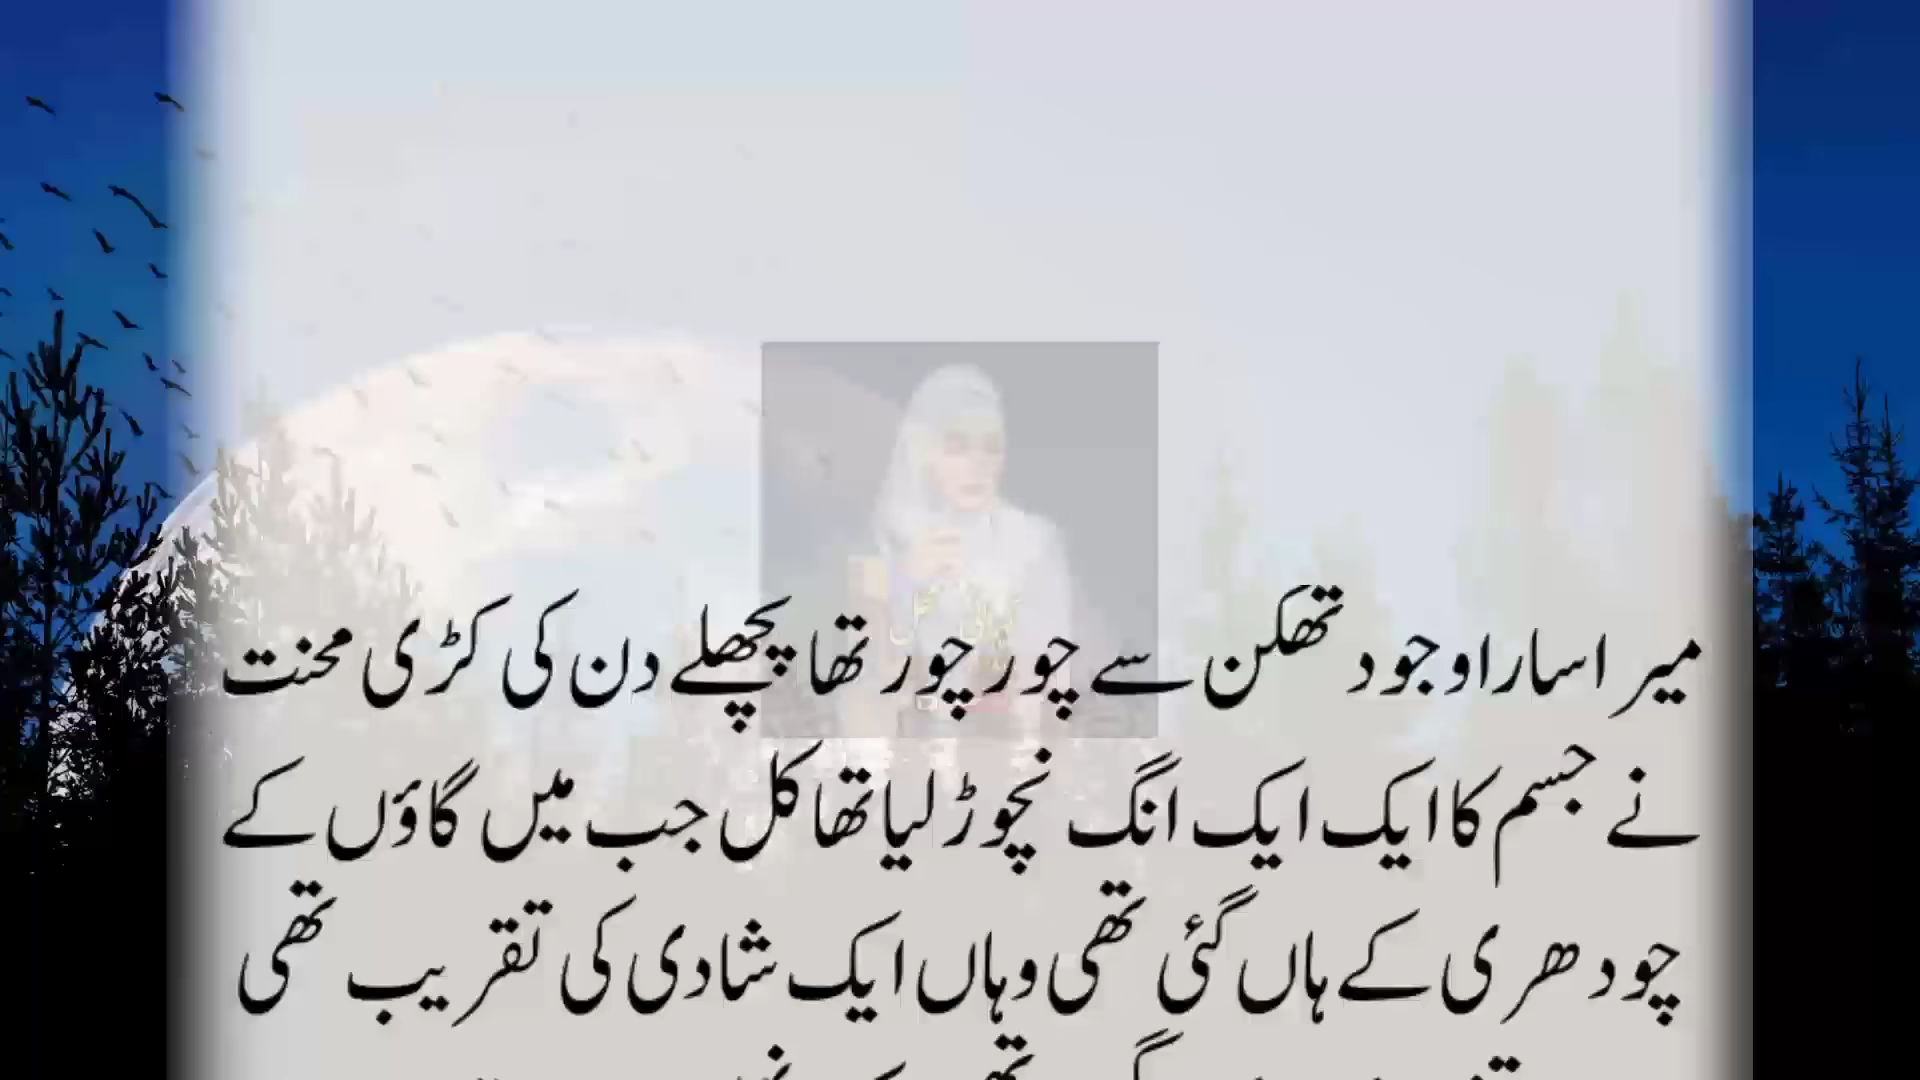 میرا سارا وجود تھکن سے چور چور تھا پچھلے دن کی کڑی محنت
نے جسم کا ایک ایک انگ نچوڑ لیا تھا کل جب میں گاؤں کے
چودھری کے ہاں گئی تھی وہاں ایک شادی کی تقریب تھی